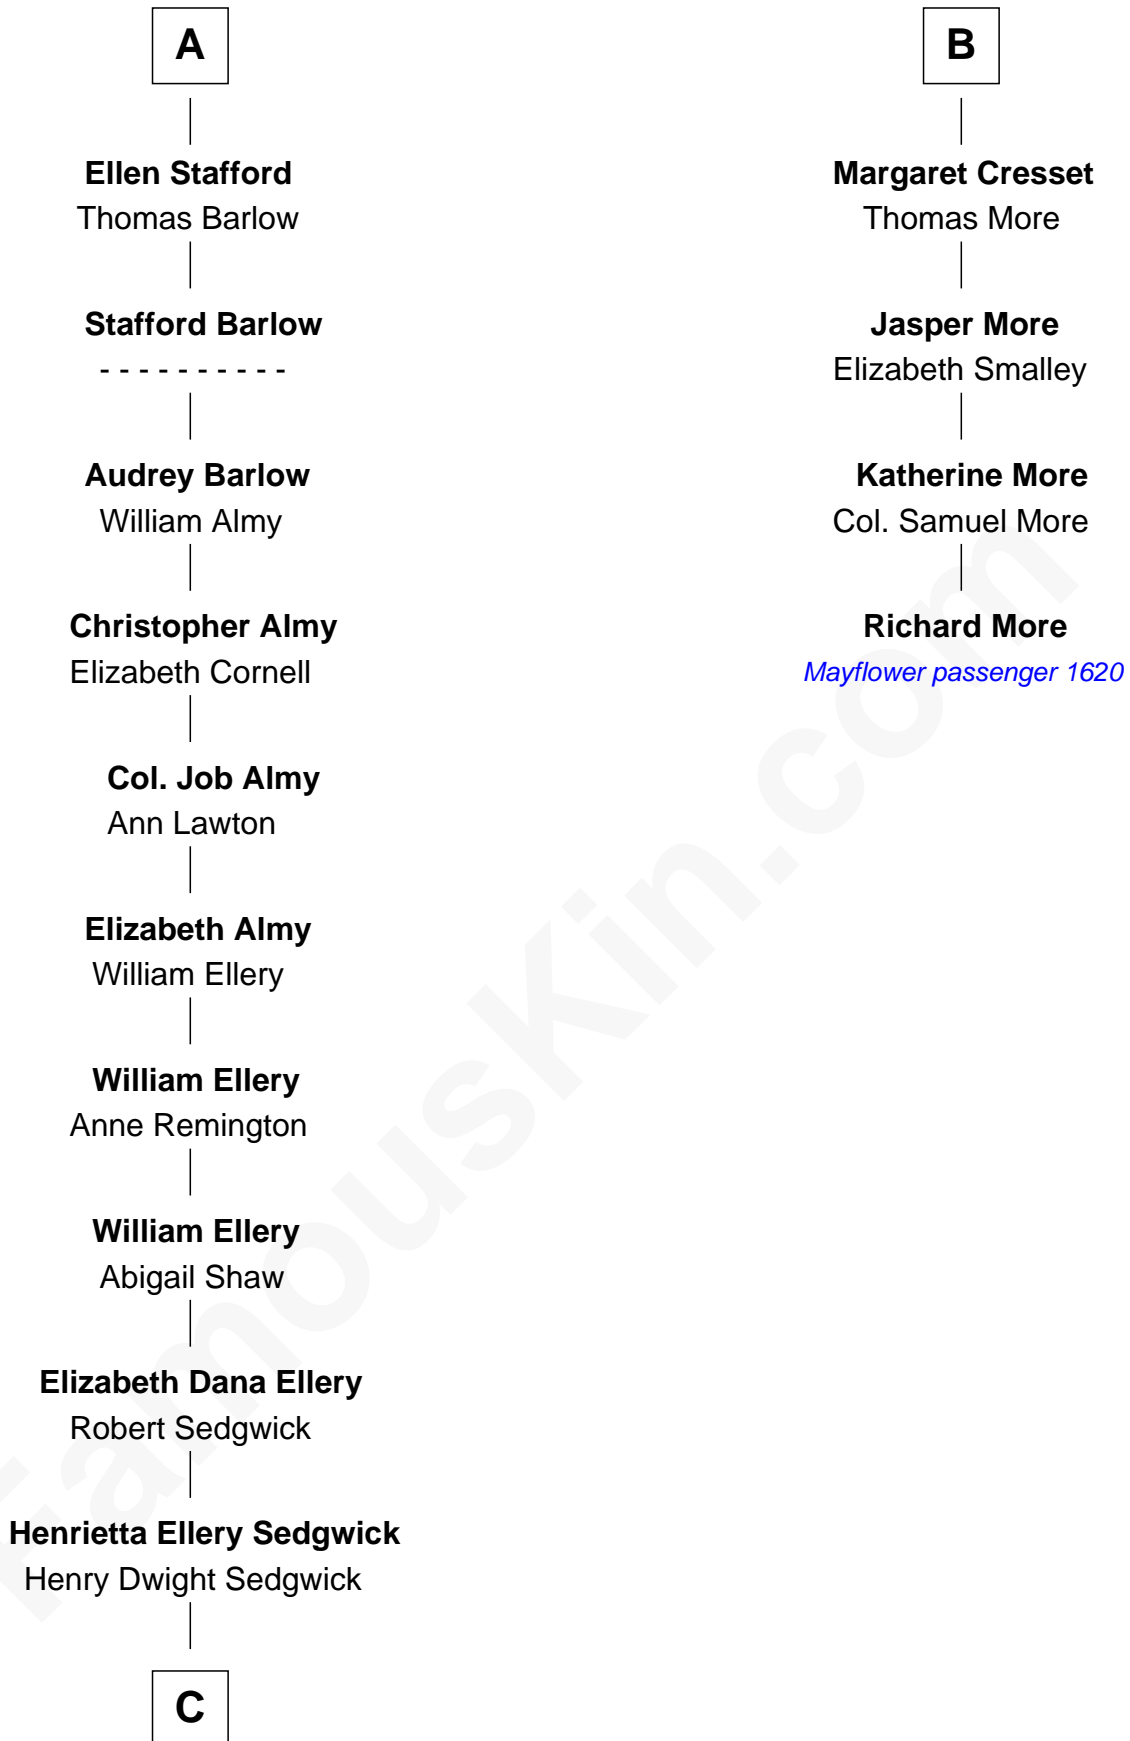 A
Ellen Stafford
Thomas Barlow
Stafford Barlow
- - - - - - - - - -
Audrey Barlow
William Almy
Christopher Almy
Elizabeth Cornell
Col. Job Almy
Ann Lawton
Elizabeth Almy
William Ellery
William Ellery
Anne Remington
William Ellery
Abigail Shaw
Elizabeth Dana Ellery
Robert Sedgwick
Henrietta Ellery Sedgwick
Henry Dwight Sedgwick
C
B
Margaret Cresset
Thomas More
Jasper More
Elizabeth Smalley
Katherine More
Col. Samuel More
Richard More
Mayflower passenger 1620
FamousKin.com